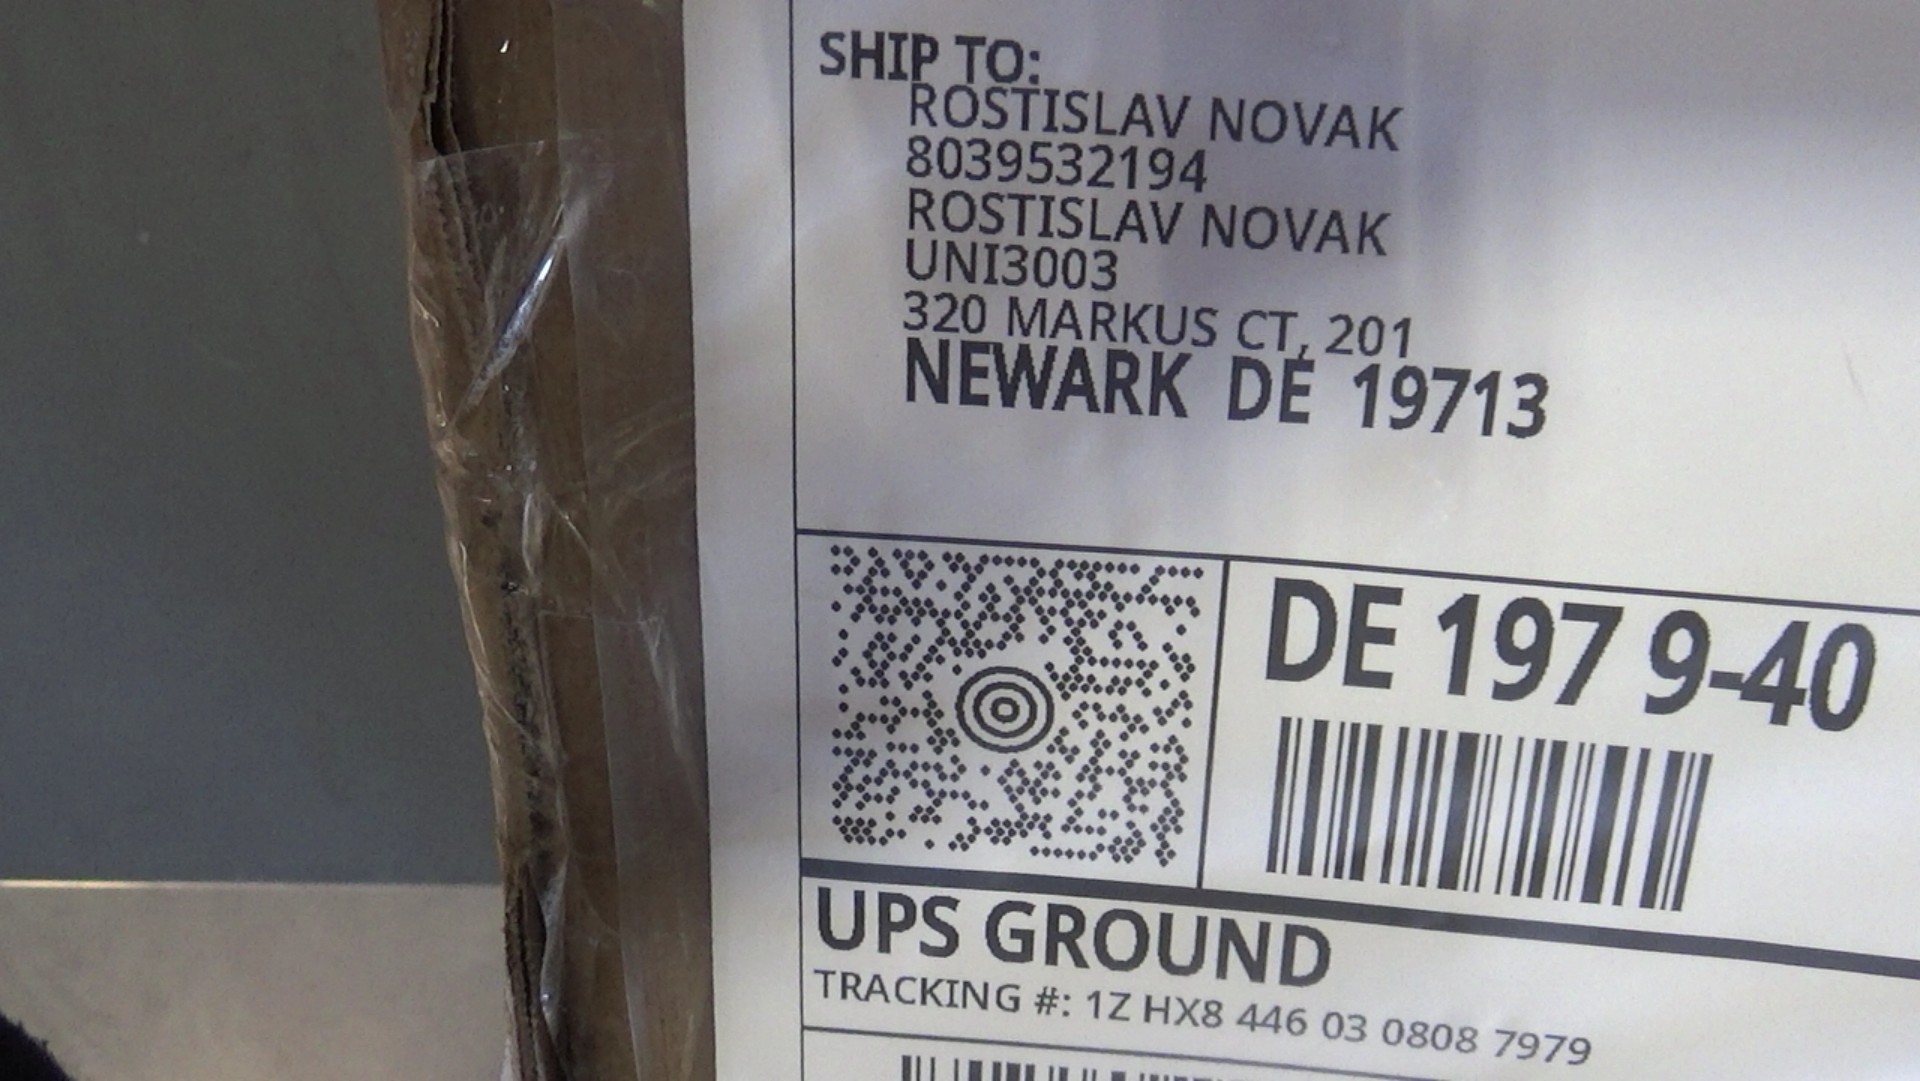 SHIP TO:
ROSTISLAV NOVAK
8039532194
ROSTISLAV NOVAK
UNI3003
320 MARKUS CT, 201
NEWARK DE 19713
DE 197 9-40
UPS GROUND
TRACKING #: 1Z HX8 446 03 0808 7979